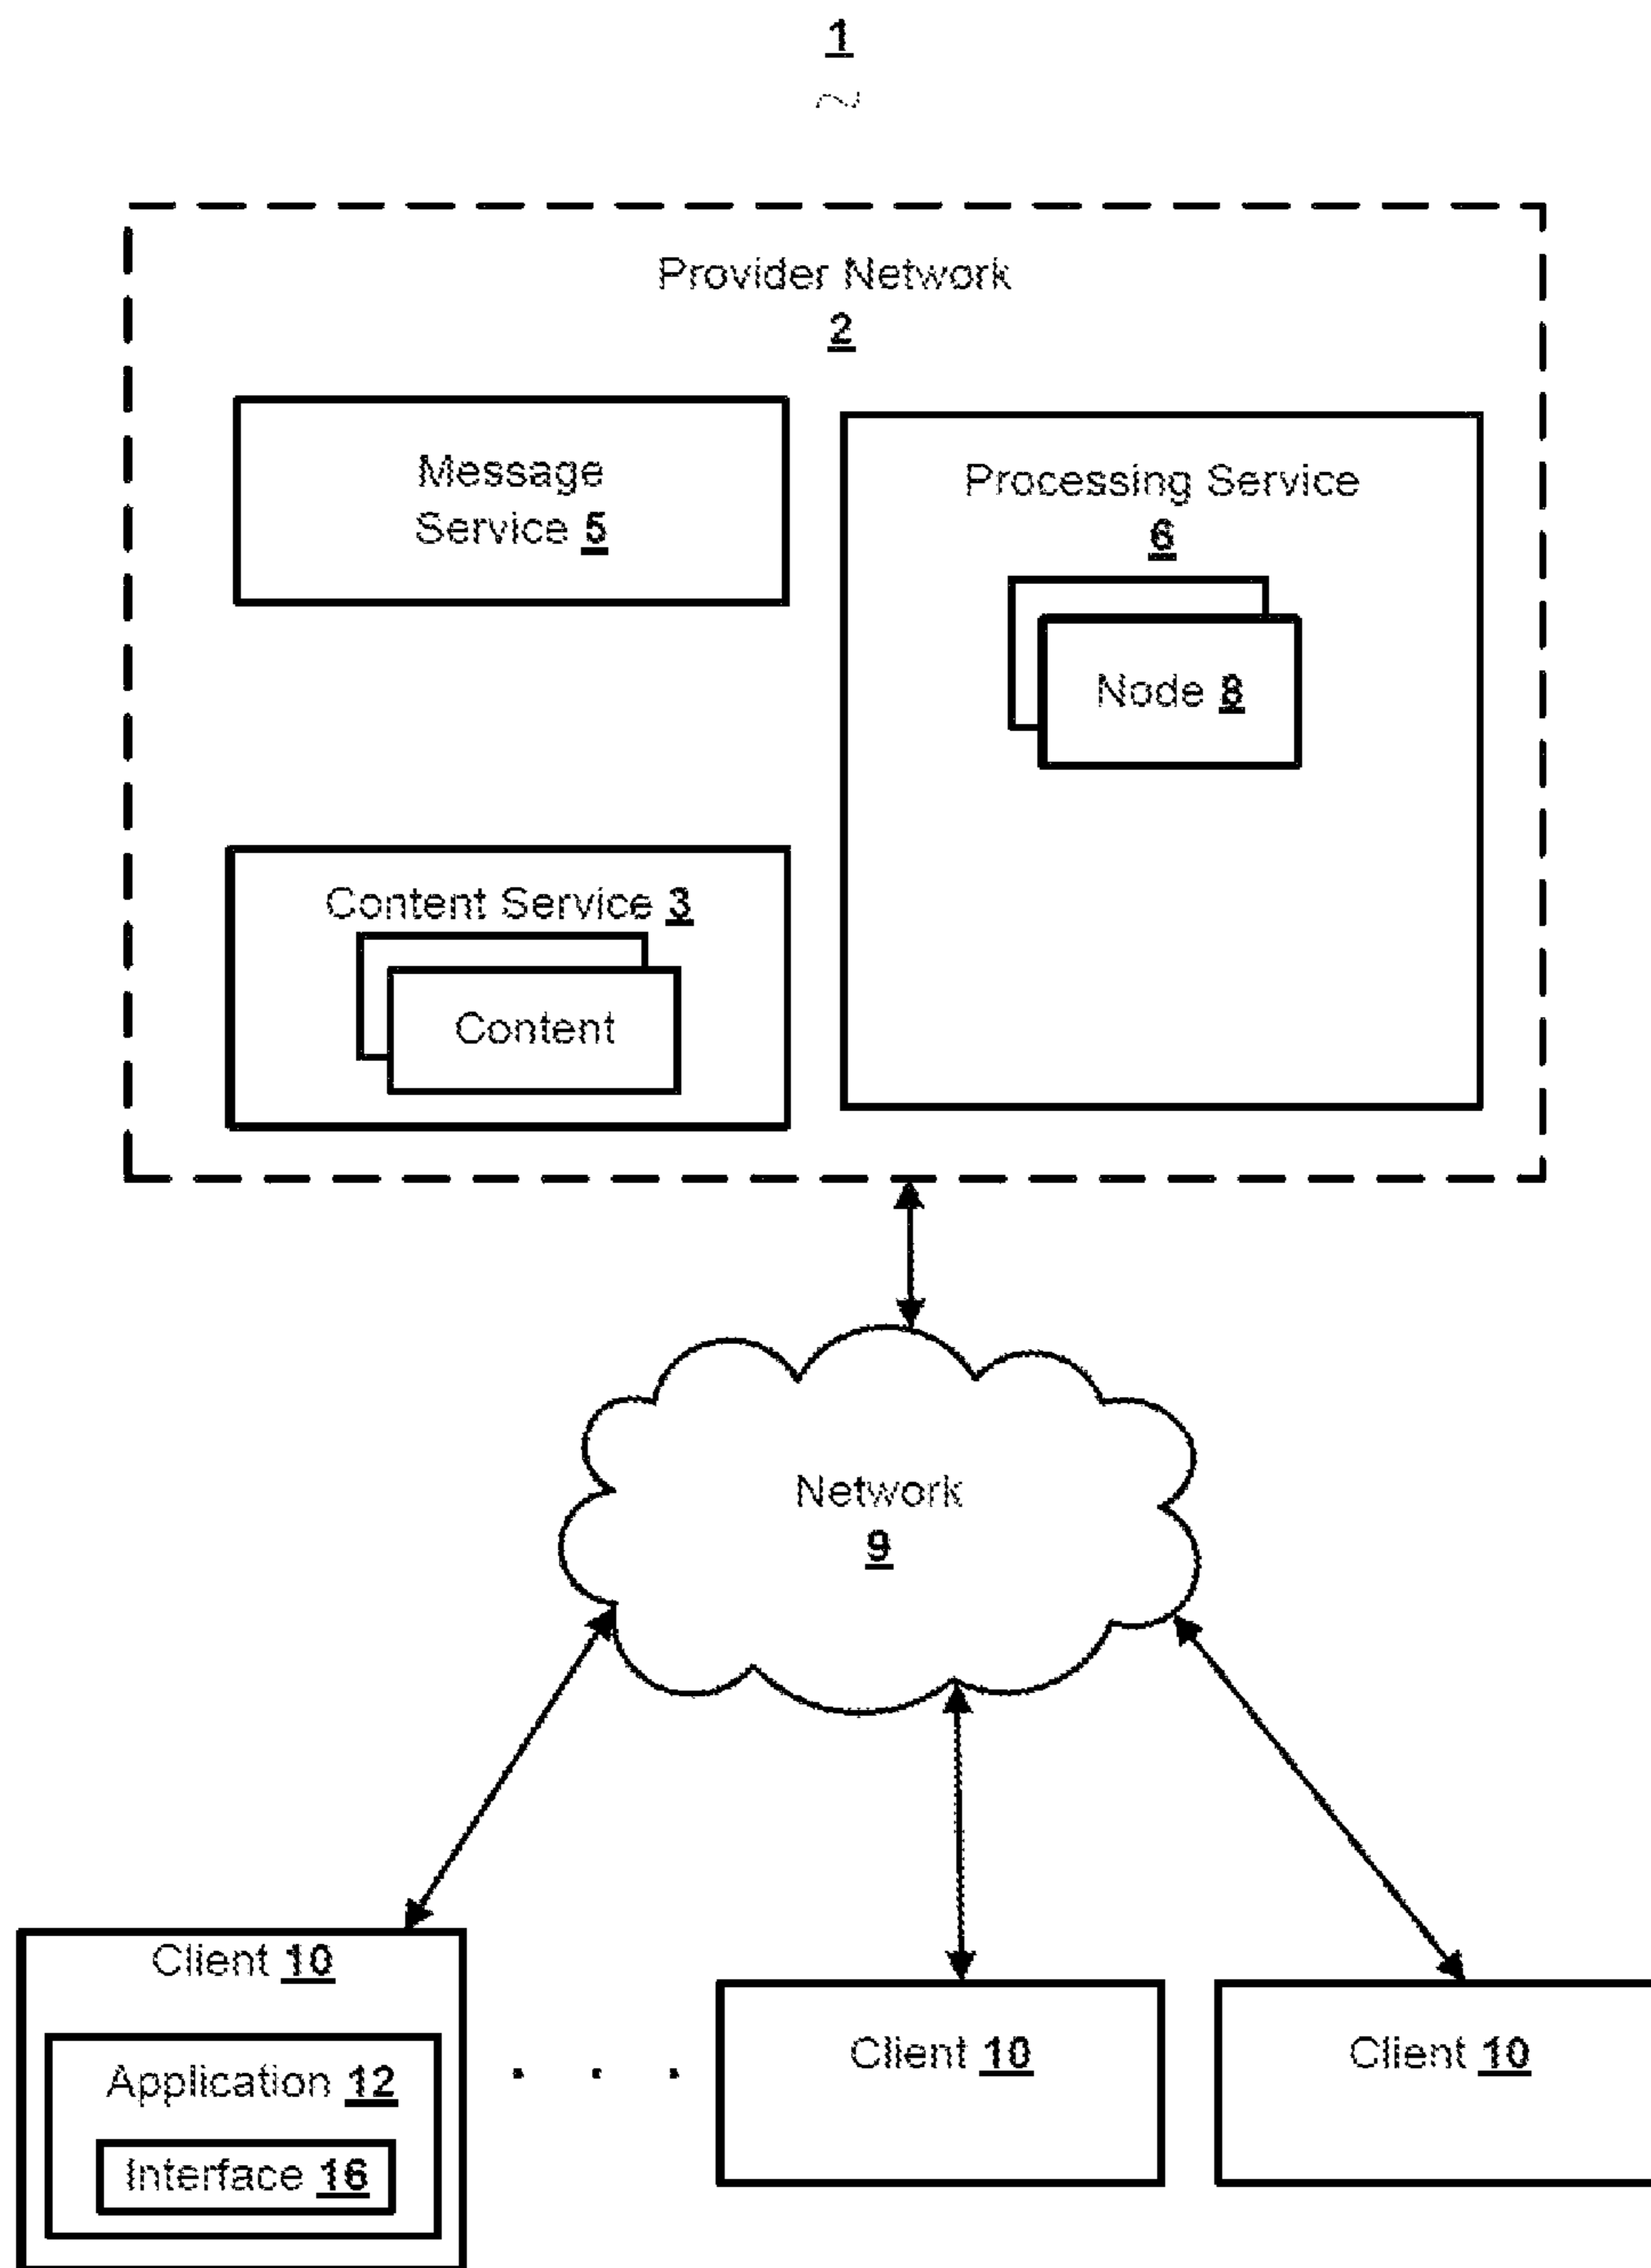 1
Provider Network
2
Message
Service 5
Processing Service
6
Node 8
Content Service 3
Content
Network
9
Client 10
Application 12
Interface 16
. . .
Client 10
Client 10